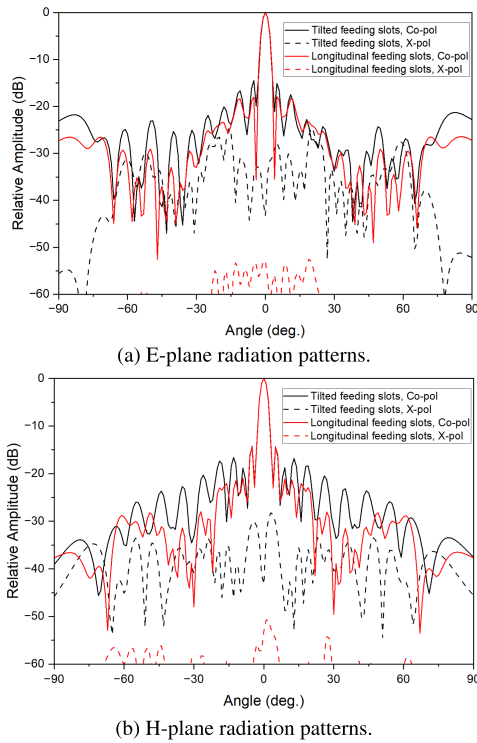 0
-10
-20
-30
-40
-50
-60
Relative Amplitude (dB)
Tilted feeding slots, Co-pol
Tilted feeding slots, X-pol
Longitudinal feeding slots, Co-pol
Longitudinal feeding slots, X-pol
-90 -60 -30 0 30 60 90
Angle (deg.)
(a) E-plane radiation patterns.
0
-10
-20
-30
-40
-50
-60
Relative Amplitude (dB)
Tilted feeding slots, Co-pol
Tilted feeding slots, X-pol
Longitudinal feeding slots, Co-pol
Longitudinal feeding slots, X-pol
-90 -60 -30 0 30 60 90
Angle (deg.)
(b) H-plane radiation patterns.